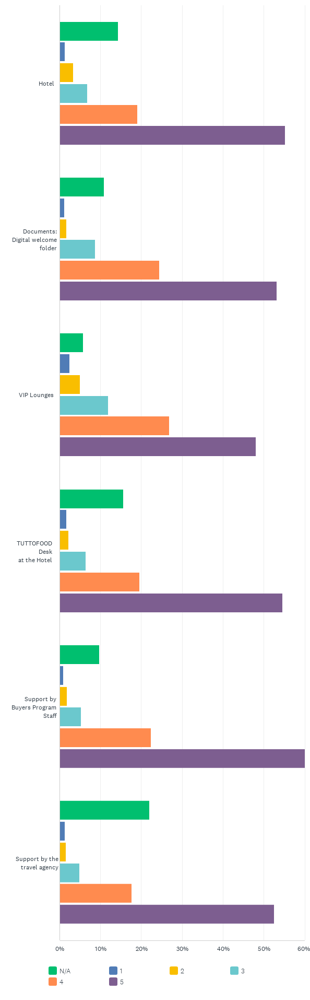 Hotel
Documents:
Digital welcome
folder
VIP Lounges
TUTTOFOOD
Desk
at the Hotel
Support by
Buyers Program
Staff
Support by the
travel agency
0% 10% 20% 30% 40% 50% 60%
N/A 1 2 3
4 5